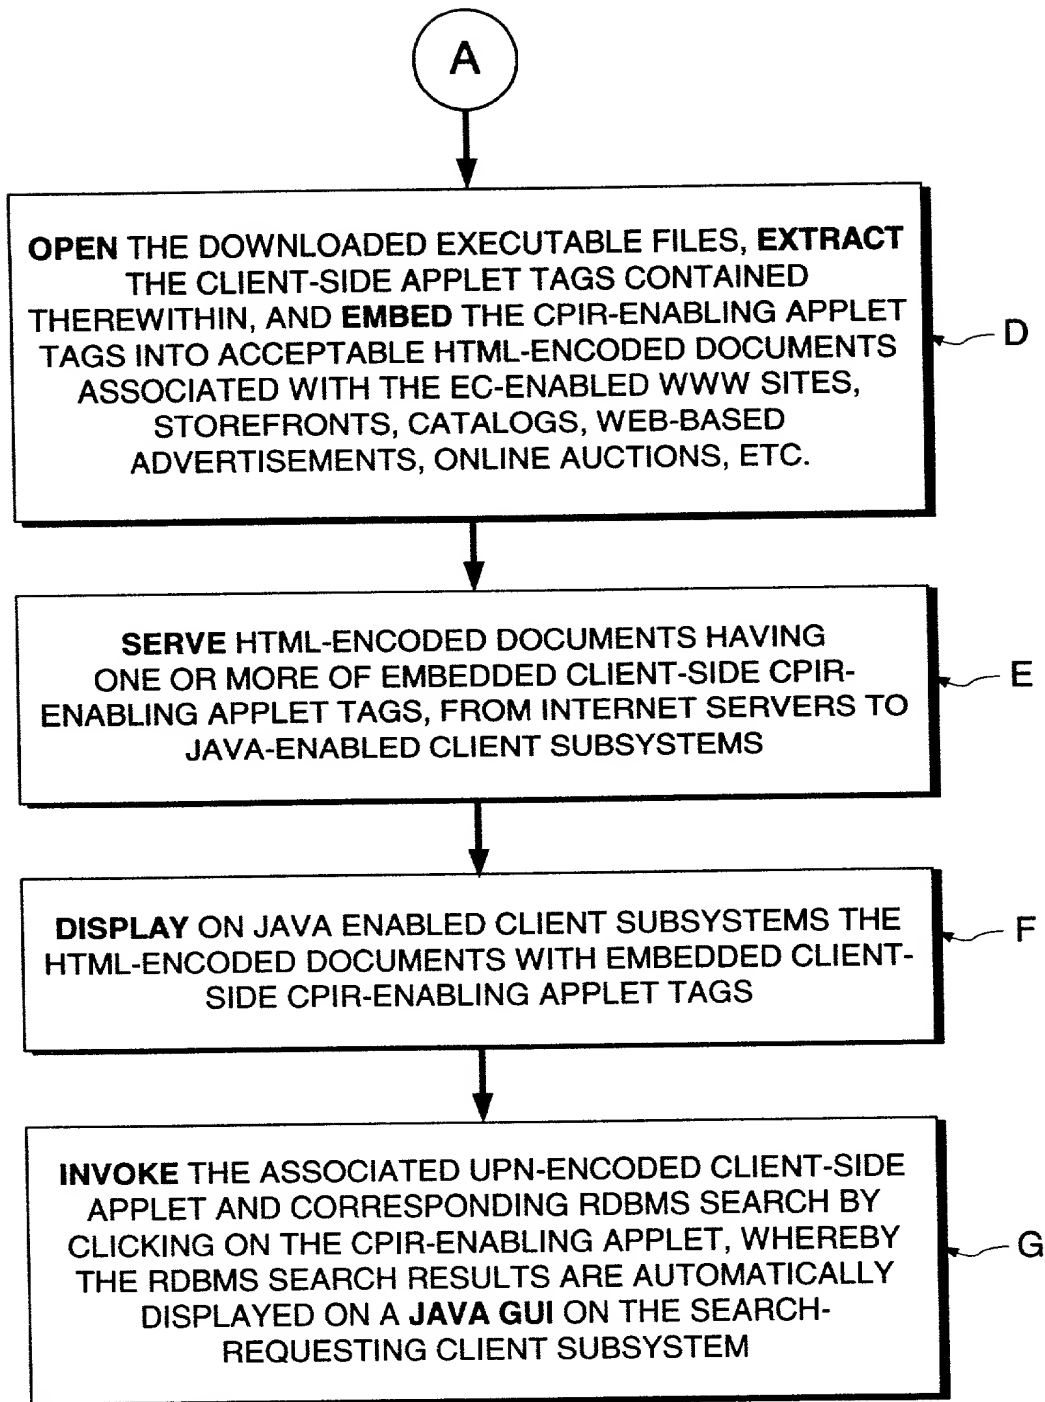 A
OPEN THE DOWNLOADED EXECUTABLE FILES, EXTRACT
THE CLIENT-SIDE APPLET TAGS CONTAINED
THEREWITHIN, AND EMBED THE CPIR-ENABLING APPLET
TAGS INTO ACCEPTABLE HTML-ENCODED DOCUMENTS
ASSOCIATED WITH THE EC-ENABLED WWW SITES,
STOREFRONTS, CATALOGS, WEB-BASED
ADVERTISEMENTS, ONLINE AUCTIONS, ETC.
D
SERVE HTML-ENCODED DOCUMENTS HAVING
ONE OR MORE OF EMBEDDED CLIENT-SIDE CPIR-
ENABLING APPLET TAGS, FROM INTERNET SERVERS TO
JAVA-ENABLED CLIENT SUBSYSTEMS
E
DISPLAY ON JAVA ENABLED CLIENT SUBSYSTEMS THE
HTML-ENCODED DOCUMENTS WITH EMBEDDED CLIENT-
SIDE CPIR-ENABLING APPLET TAGS
F
INVOKE THE ASSOCIATED UPN-ENCODED CLIENT-SIDE
APPLET AND CORRESPONDING RDBMS SEARCH BY
CLICKING ON THE CPIR-ENABLING APPLET, WHEREBY
THE RDBMS SEARCH RESULTS ARE AUTOMATICALLY
DISPLAYED ON A JAVA GUI ON THE SEARCH-
REQUESTING CLIENT SUBSYSTEM
G